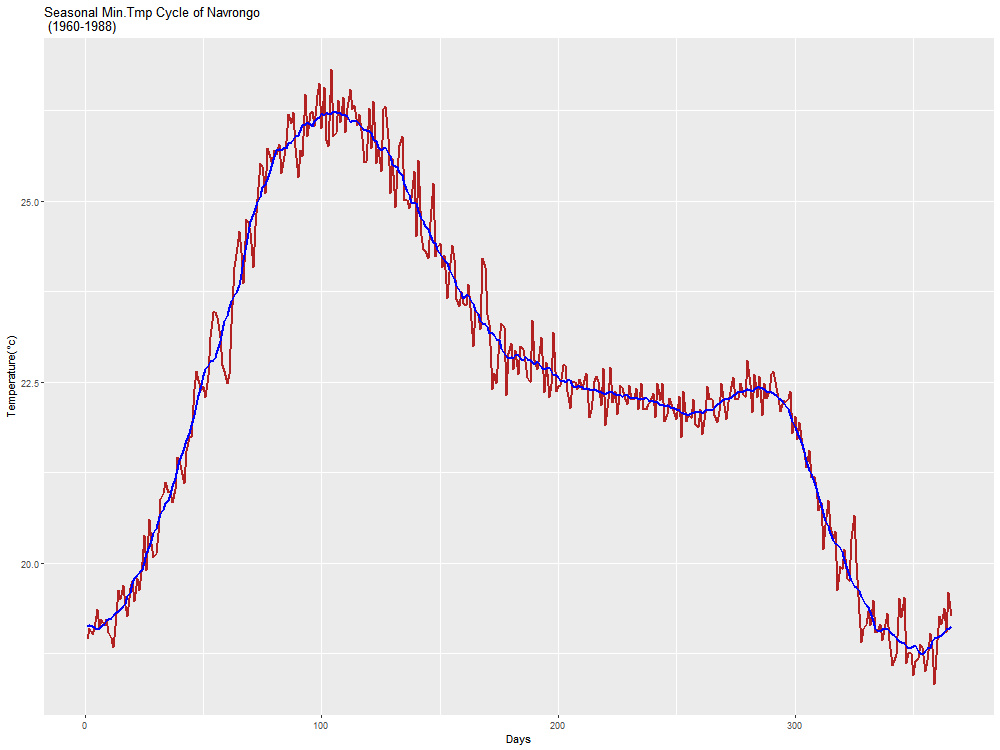 Seasonal Min.Tmp Cycle of Navrongo
(1960-1988)
Temperature(°c)
25.0
22.5
20.0
0
100
200
300
Days